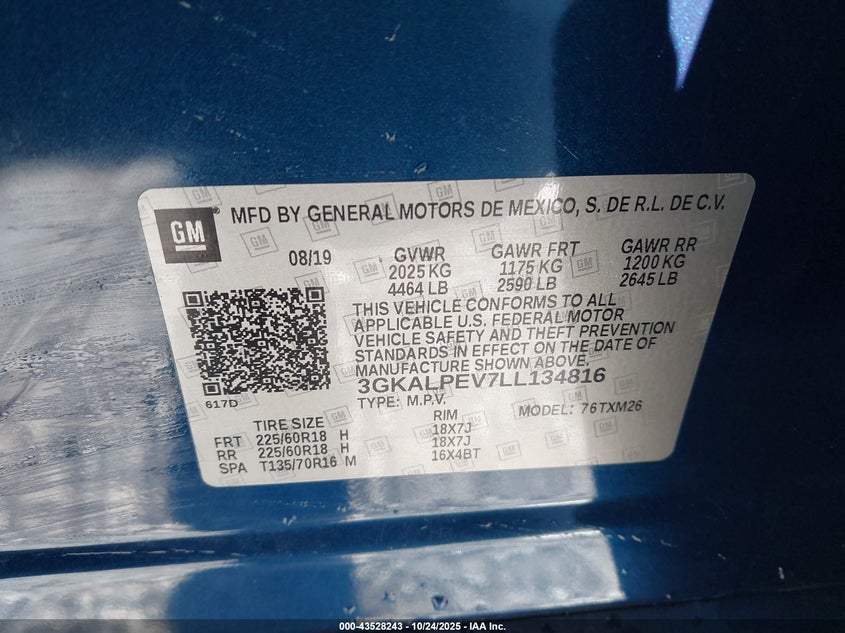 GM ® MFD BY GENERAL MOTORS DE MEXICO, S. DE R.L. DE C.V.
08/19 GVWR GAWR FRT GAWR RR
2025 KG 1175 KG 1200 KG
4464 LB 2590 LB 2645 LB
THIS VEHICLE CONFORMS TO ALL
APPLICABLE U.S. FEDERAL MOTOR
VEHICLE SAFETY AND THEFT PREVENTION
STANDARDS IN EFFECT ON THE DATE OF
MANUFACTURE SHOWN ABOVE.
3GKALPEV7LL134816
617D TYPE: M.P.V. MODEL: 76TXM26
TIRE SIZE RIM
FRT 225/60R18 H 18X7J
RR 225/60R18 H 18X7J
SPA T135/70R16 M 16X4BT
000-43528243 - 10/24/2025 - IAA Inc.